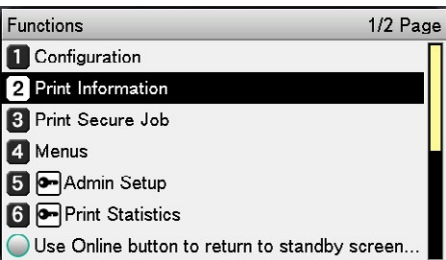 Functions 1/2 Page
1 Configuration
2 Print Information
3 Print Secure Job
4 Menus
5 Admin Setup
6 Print Statistics
Use Online button to return to standby screen...